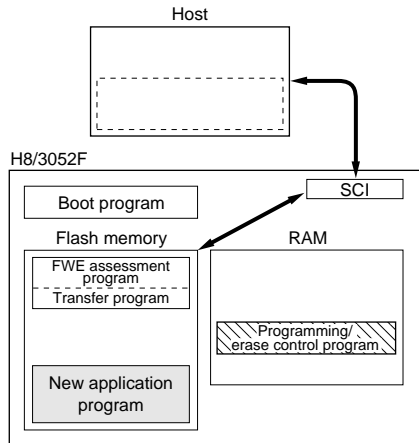 Host
H8/3052F
SCI
Boot program
Flash memory
RAM
FWE assessment
program
Transfer program
Programming/
erase control program
New application
program